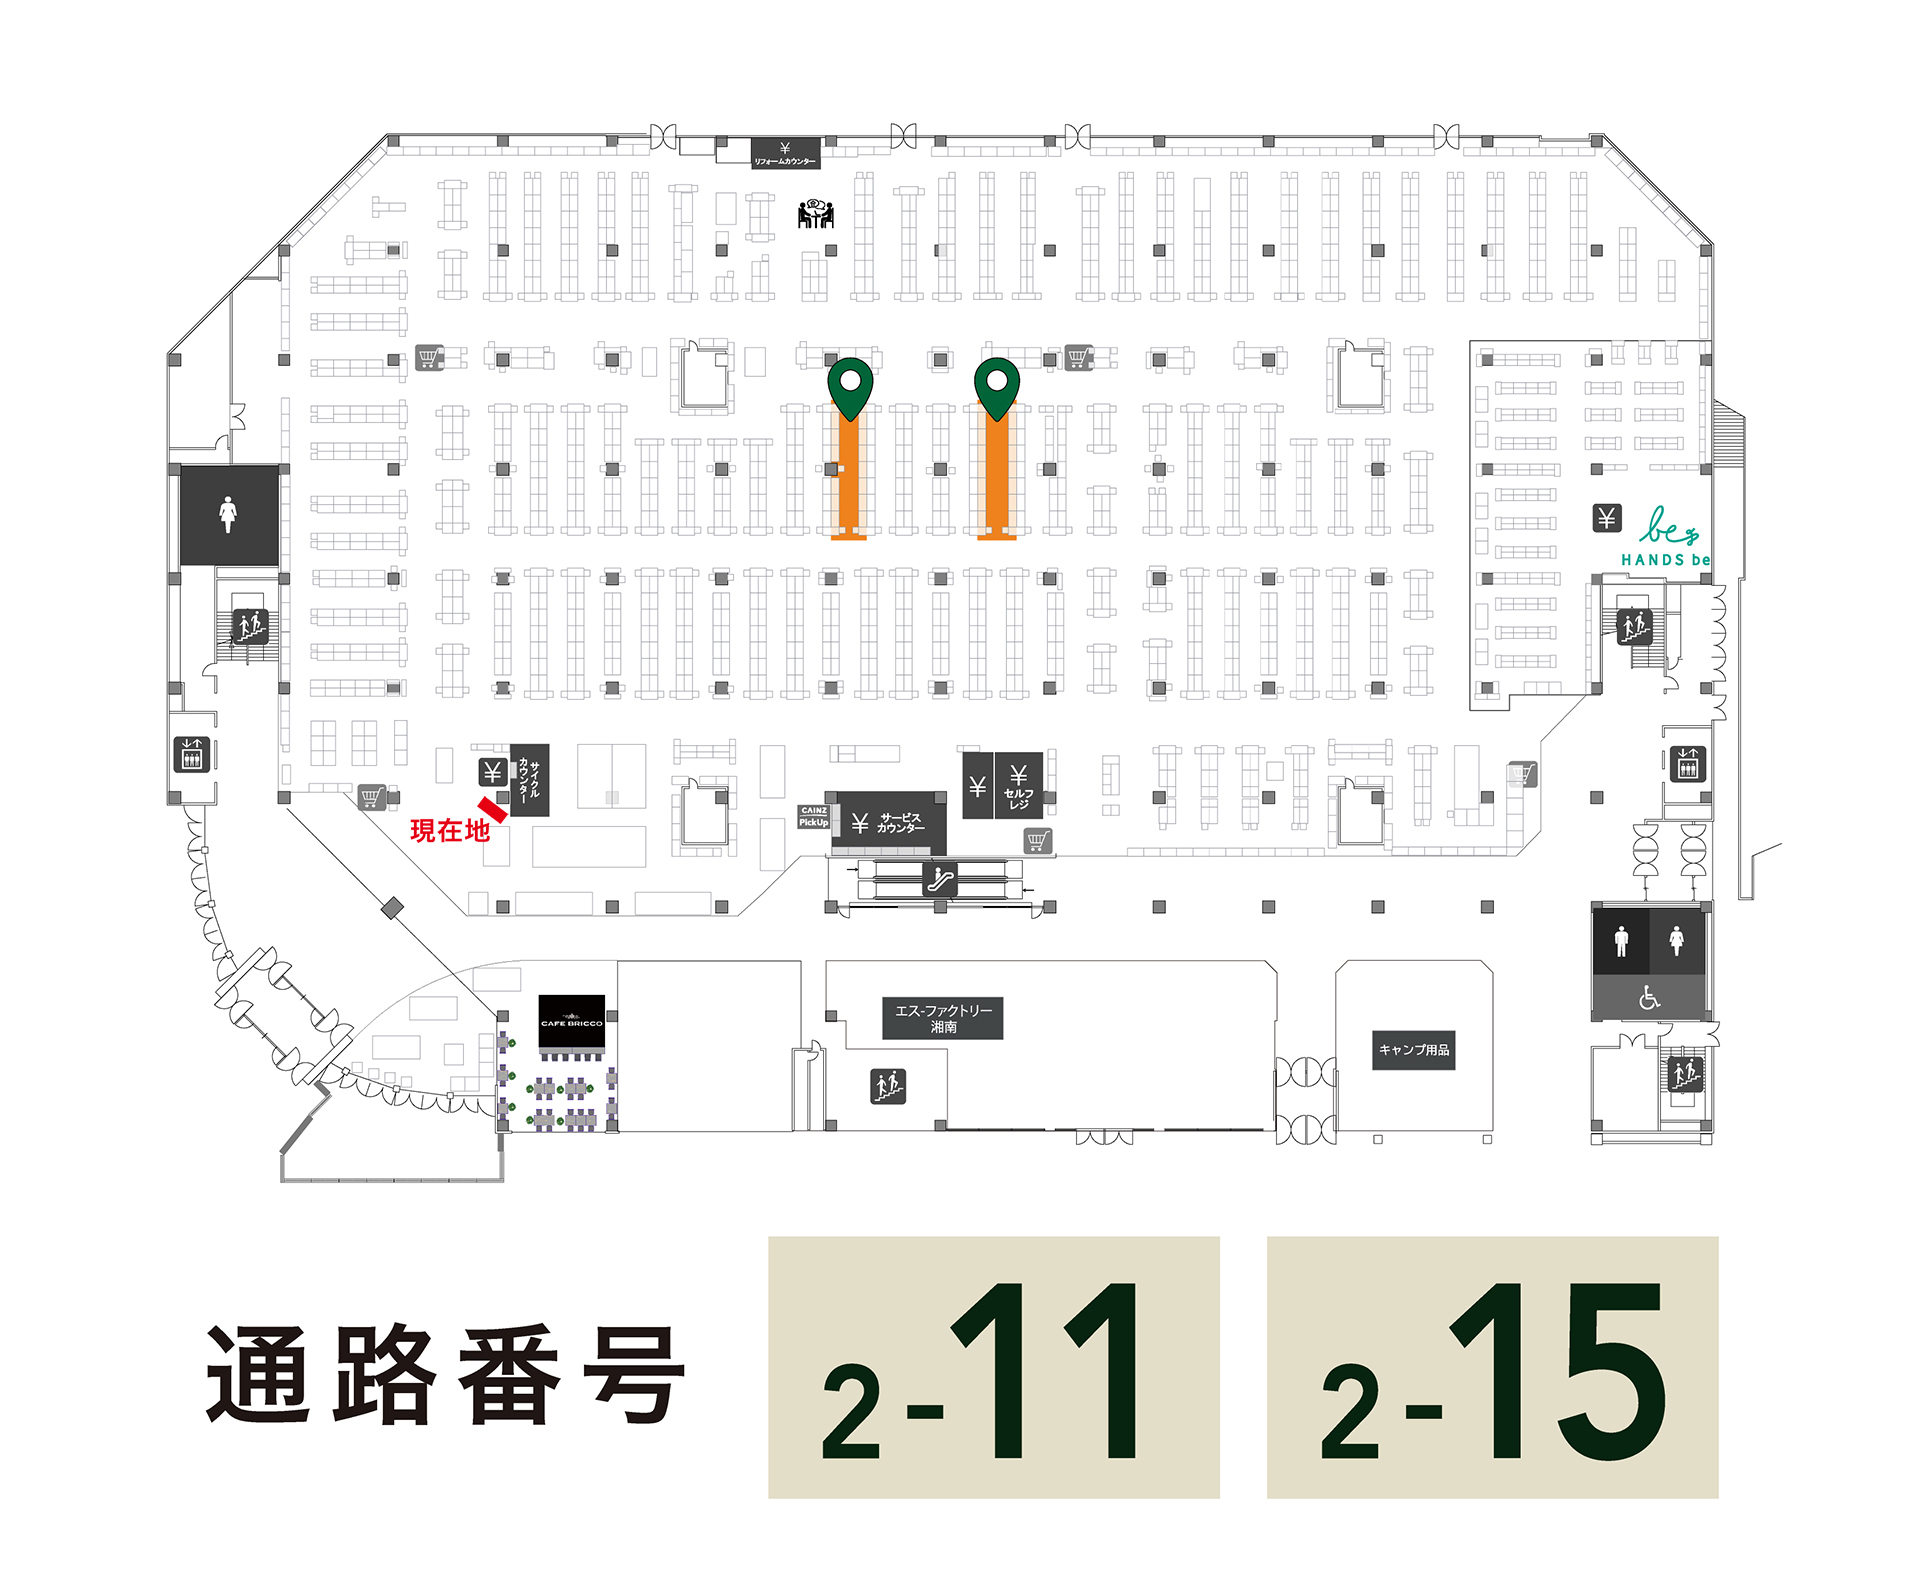 ¥
リフォームカウンター
¥
be
HANDS be
¥
サイクル
カウンター
現在地
CAINZ
PickUp
¥
サービス
カウンター
¥
¥
セルフ
レジ
CAFE BRICCO
エス-ファクトリー
湘南
キャンプ用品
通路番号
2-11
2-15